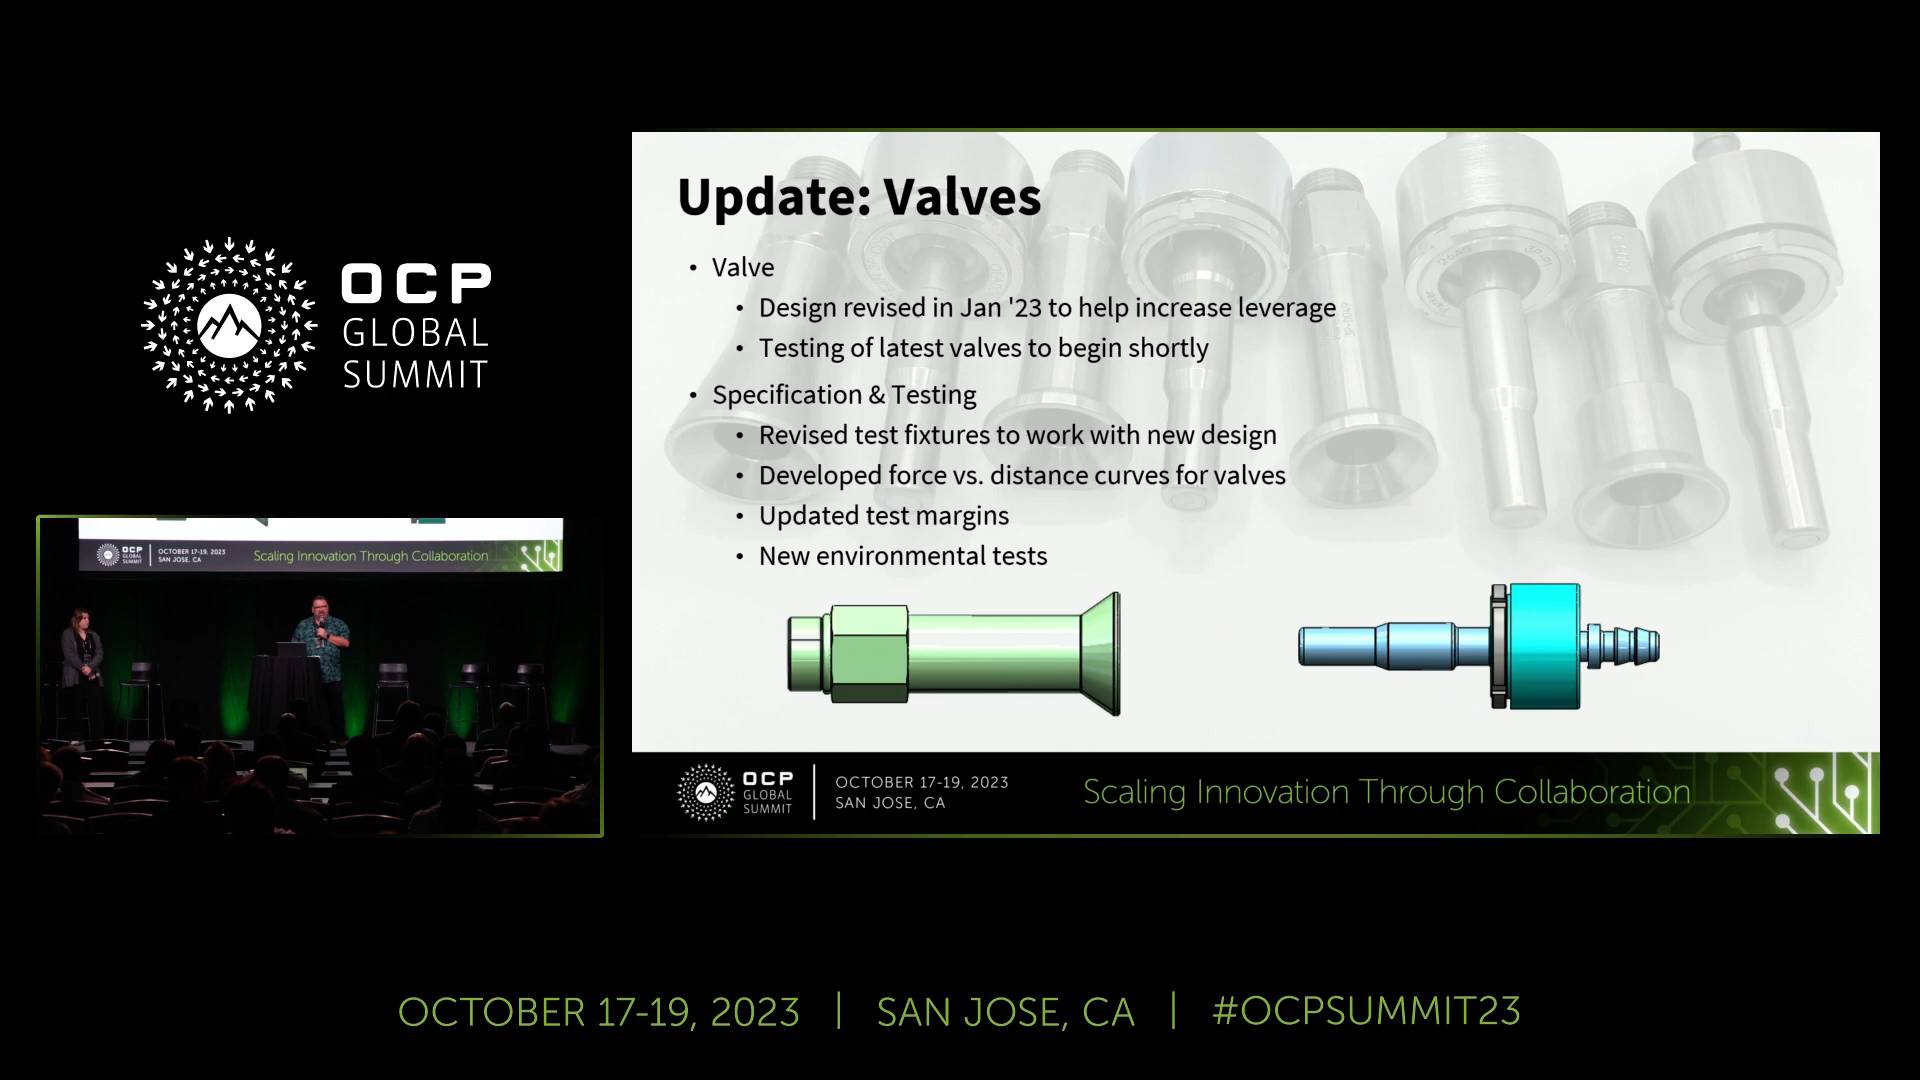 OCP
GLOBAL
SUMMIT
OCP
GLOBAL
SUMMIT
OCTOBER 17-19, 2023
SAN JOSE, CA
Scaling Innovation Through Collaboration
Update: Valves
• Valve
• Design revised in Jan '23 to help increase leverage
• Testing of latest valves to begin shortly
• Specification & Testing
• Revised test fixtures to work with new design
• Developed force vs. distance curves for valves
• Updated test margins
• New environmental tests
OCP
GLOBAL
SUMMIT
OCTOBER 17-19, 2023
SAN JOSE, CA
Scaling Innovation Through Collaboration
OCTOBER 17-19, 2023 | SAN JOSE, CA | #OCPSUMMIT23